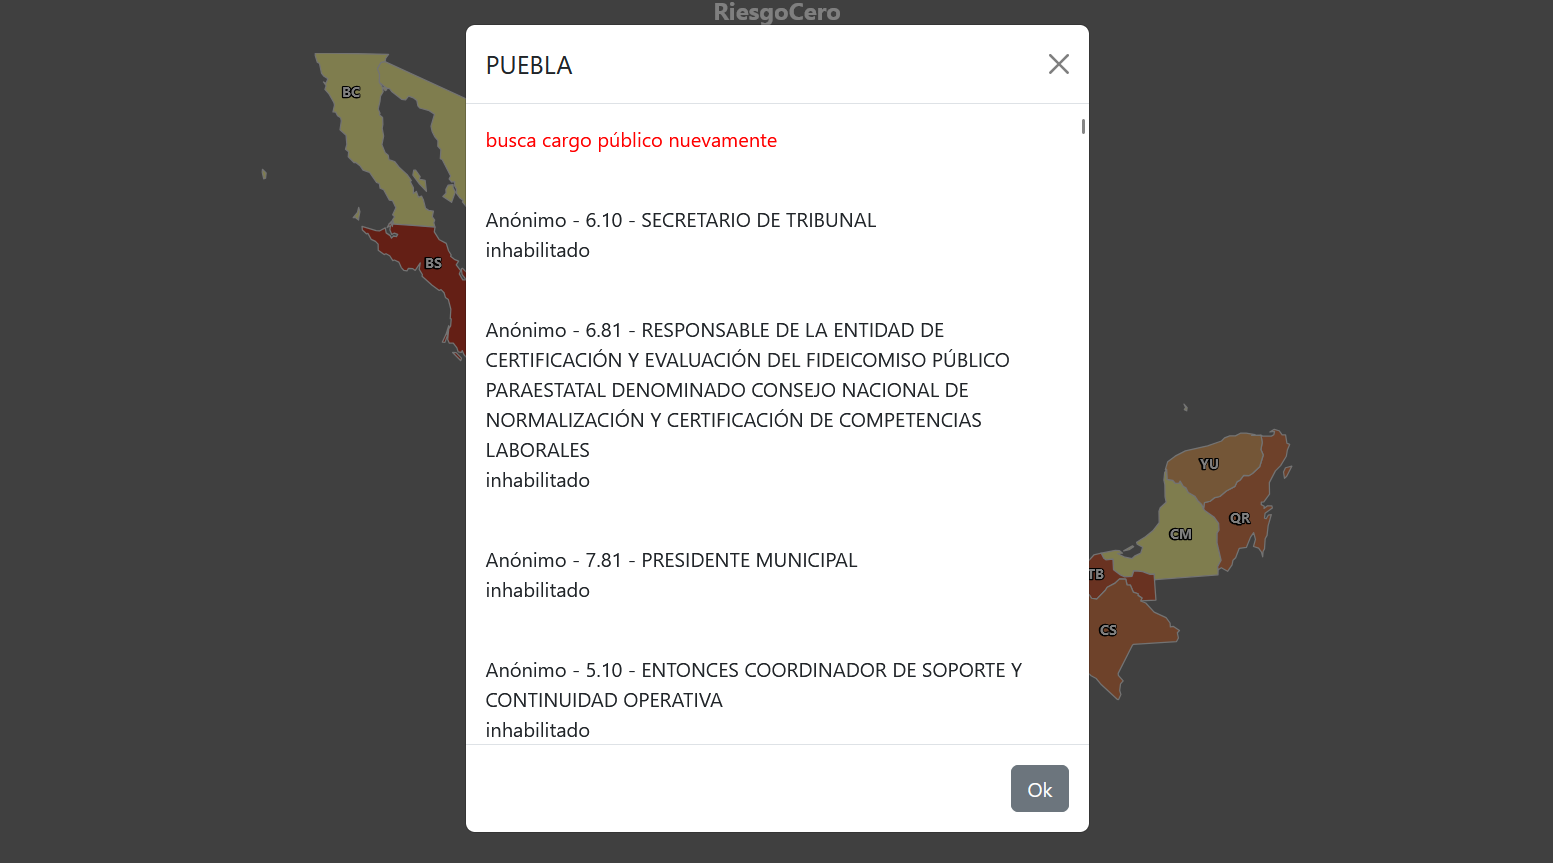 RiesgoCero
PUEBLA
busca cargo público nuevamente
Anónimo - 6.10 - SECRETARIO DE TRIBUNAL
inhabilitado
Anónimo - 6.81 - RESPONSABLE DE LA ENTIDAD DE
CERTIFICACIÓN Y EVALUACIÓN DEL FIDEICOMISO PÚBLICO
PARAESTATAL DENOMINADO CONSEJO NACIONAL DE
NORMALIZACIÓN Y CERTIFICACIÓN DE COMPETENCIAS
LABORALES
inhabilitado
Anónimo - 7.81 - PRESIDENTE MUNICIPAL
inhabilitado
Anónimo - 5.10 - ENTONCES COORDINADOR DE SOPORTE Y
CONTINUIDAD OPERATIVA
inhabilitado
Ok
BC
BS
YU
QR
CM
TB
CS